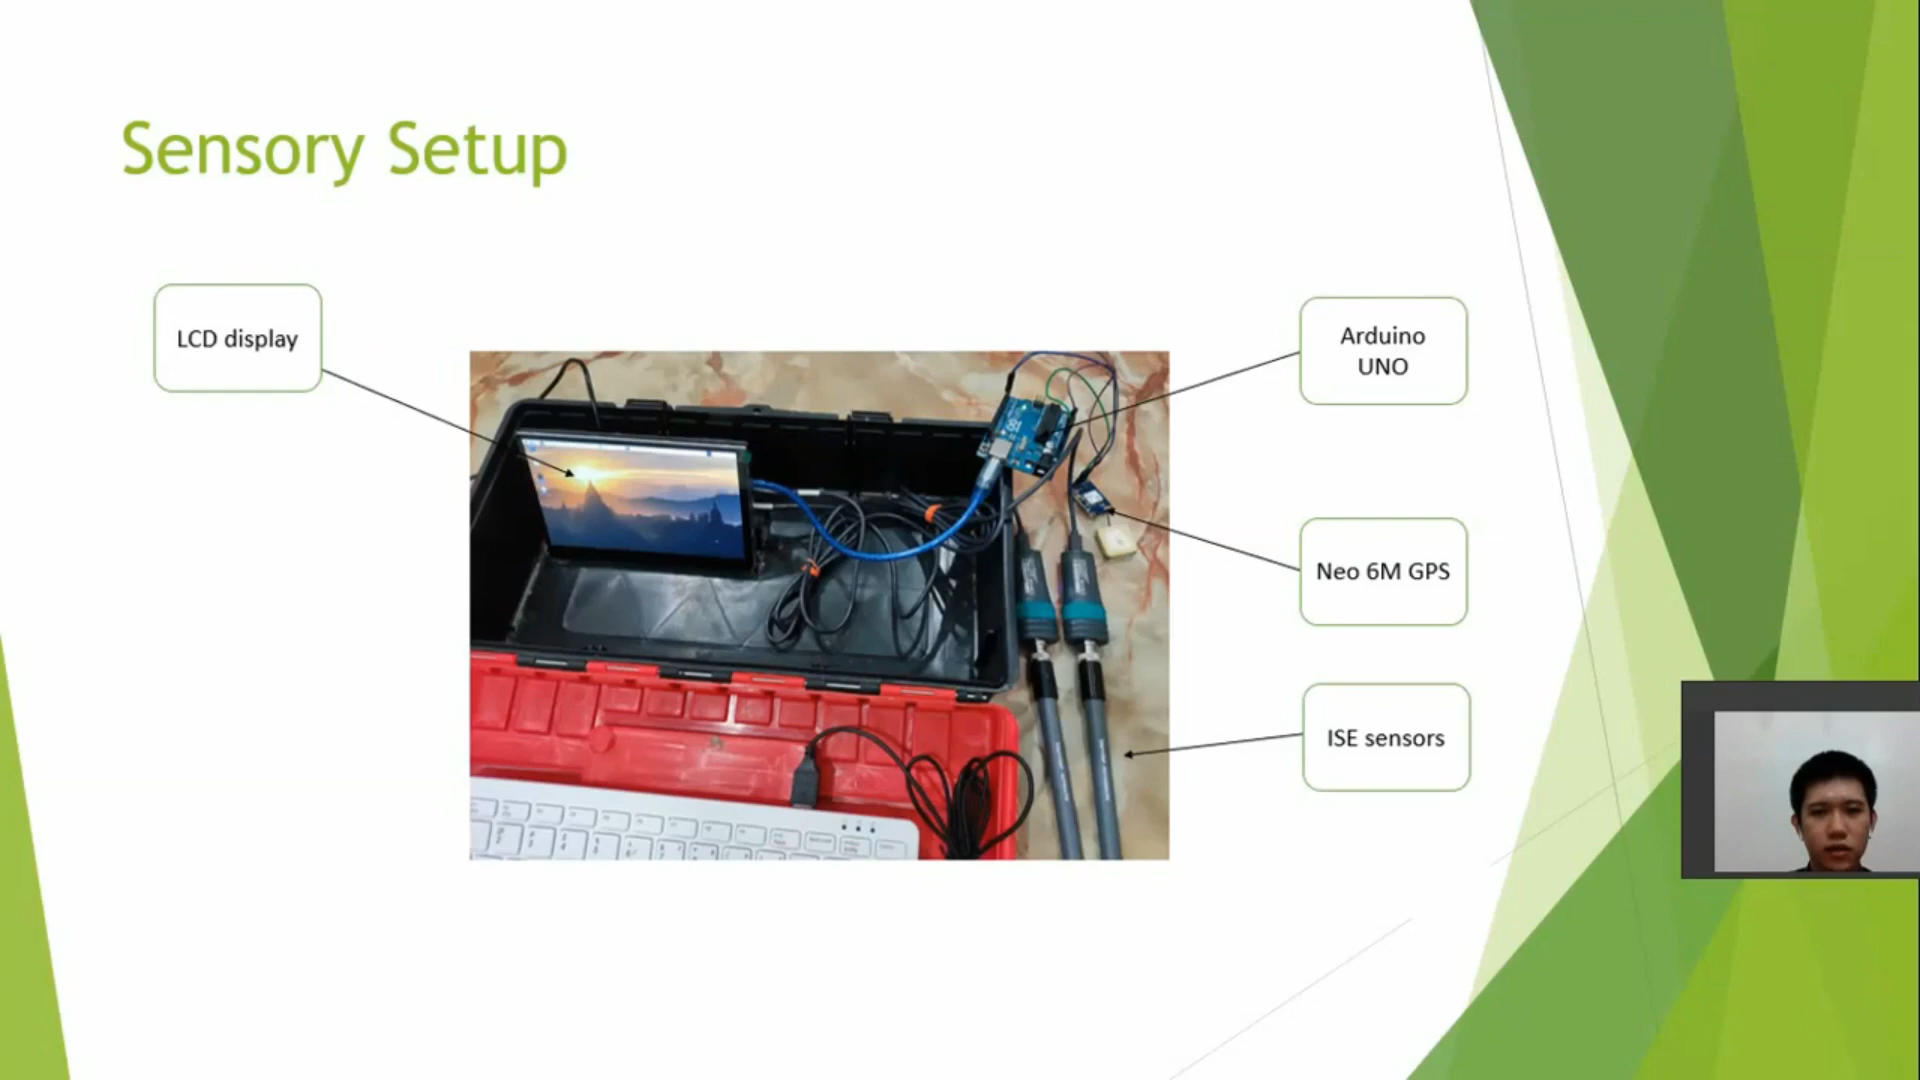 Sensory Setup
LCD display
Arduino
UNO
Neo 6M GPS
ISE sensors